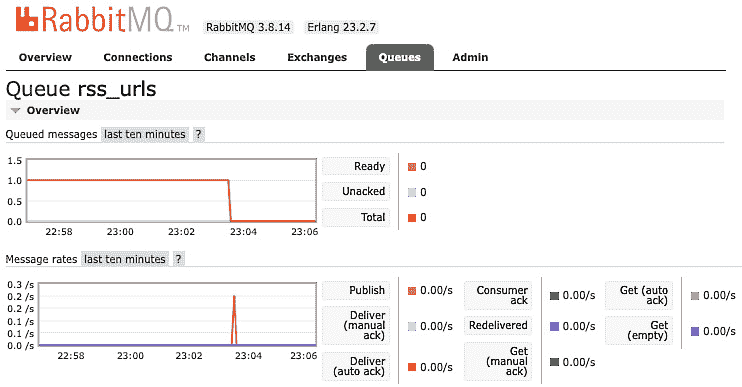 RabbitMQ TM RabbitMQ 3.8.14 Erlang 23.2.7
Overview Connections Channels Exchanges Queues Admin
Queue rss_urls
Overview
Queued messages last ten minutes ?
1.5
1.0
0.5
0.0
22:58 23:00 23:02 23:04 23:06
Ready 0
Unacked 0
Total 0
Message rates last ten minutes ?
0.3 /s
0.2 /s
0.2 /s
0.1 /s
0.1 /s
0.0 /s
22:58 23:00 23:02 23:04 23:06
Publish 0.00/s
Deliver
(manual
ack) 0.00/s
Deliver
(auto ack) 0.00/s
Consumer
ack 0.00/s
Redelivered 0.00/s
Get
(manual
ack) 0.00/s
Get (auto
ack) 0.00/s
Get
(empty) 0.00/s